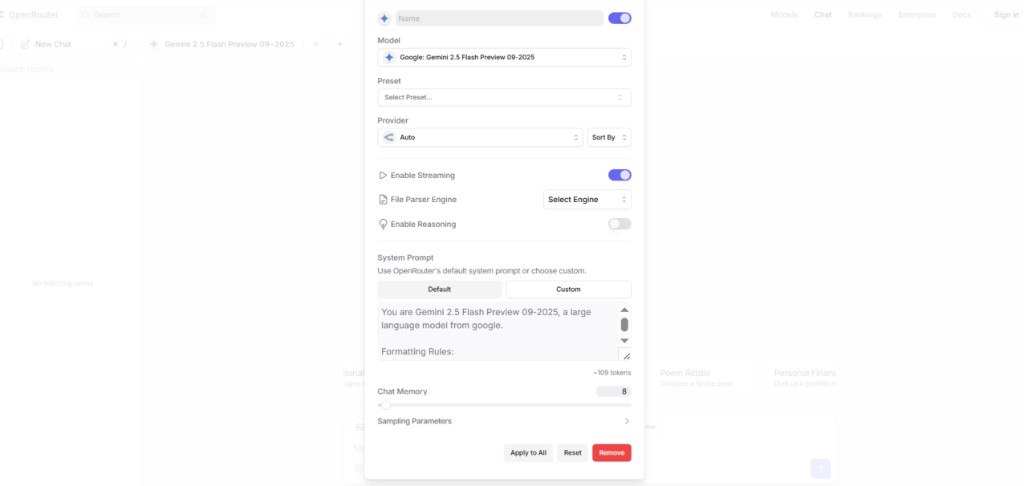 OpenRouter
Search
/
Models
Chat
Rankings
Enterprise
Docs
Sign in
New Chat
Gemini 2.5 Flash Preview 09-2025
×
+
No matching rooms
Name
Model
Google: Gemini 2.5 Flash Preview 09-2025
Preset
Select Preset...
Provider
Auto
Sort By
Enable Streaming
File Parser Engine
Select Engine
Enable Reasoning
System Prompt
Use OpenRouter's default system prompt or choose custom.
Default
Custom
You are Gemini 2.5 Flash Preview 09-2025, a large
language model from google.
Formatting Rules:
~109 tokens
Chat Memory
8
Sampling Parameters
Apply to All
Reset
Remove
Poem Riddle
Personal Financ